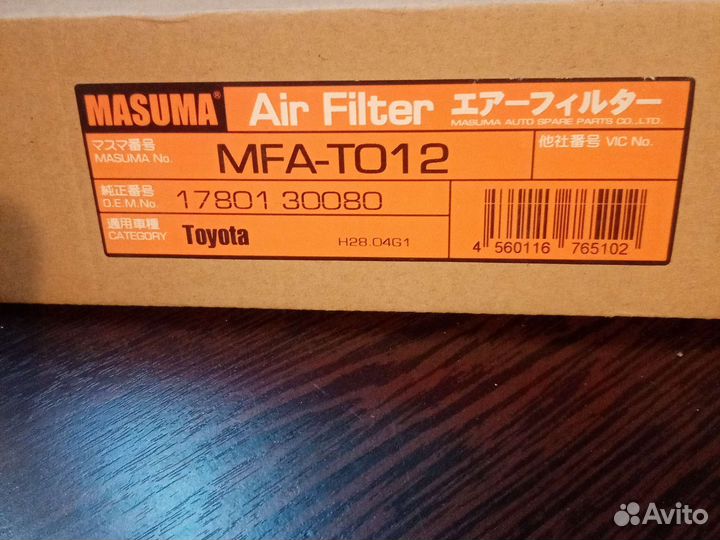 MASUMA® Air Filter エアーフィルター
MASUMA AUTO SPARE PARTS CO.,LTD.
マスマ番号
MASUMA No. MFA-T012
他社番号 VIC No.
純正番号
O.E.M.No. 17801 30080
適用車種
CATEGORY Toyota H28.04G1
4 560116 765102
Avito